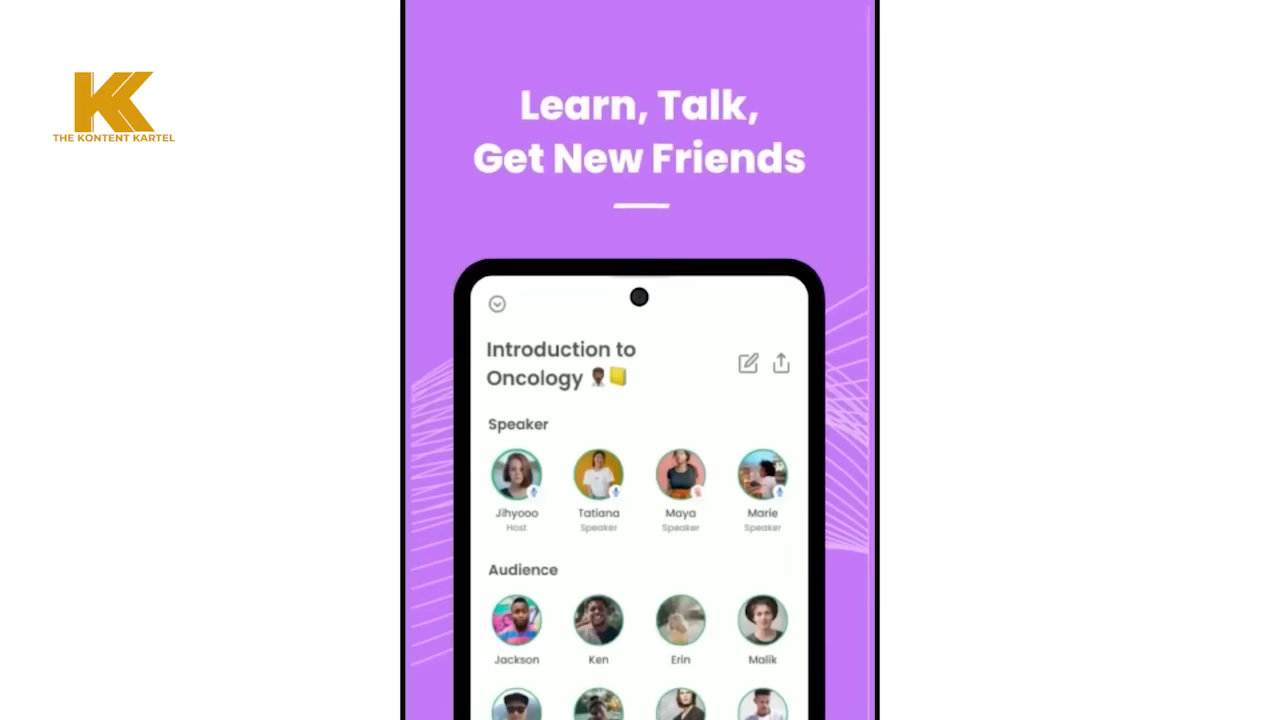 KK
THE KONTENT KARTEL
Learn, Talk,
Get New Friends
Introduction to
Oncology
Speaker
Jihyooo
Host
Tatiana
Speaker
Maya
Speaker
Marie
Speaker
Audience
Jackson
Ken
Erin
Malik